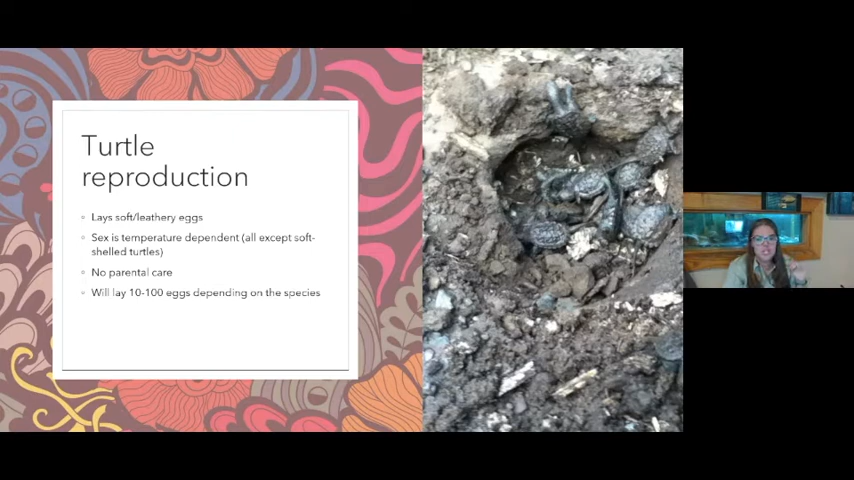 Turtle
reproduction
Lays soft/leathery eggs
Sex is temperature dependent (all except soft-
shelled turtles)
No parental care
Will lay 10-100 eggs depending on the species